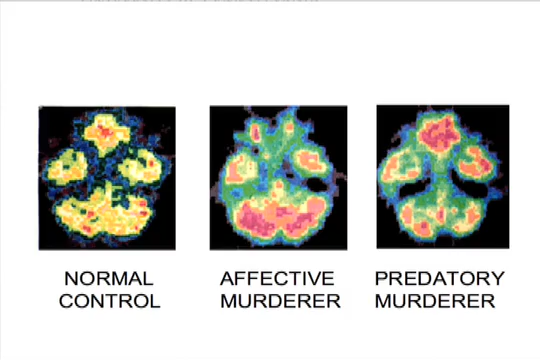 NORMAL
CONTROL
AFFECTIVE
MURDERER
PREDATORY
MURDERER